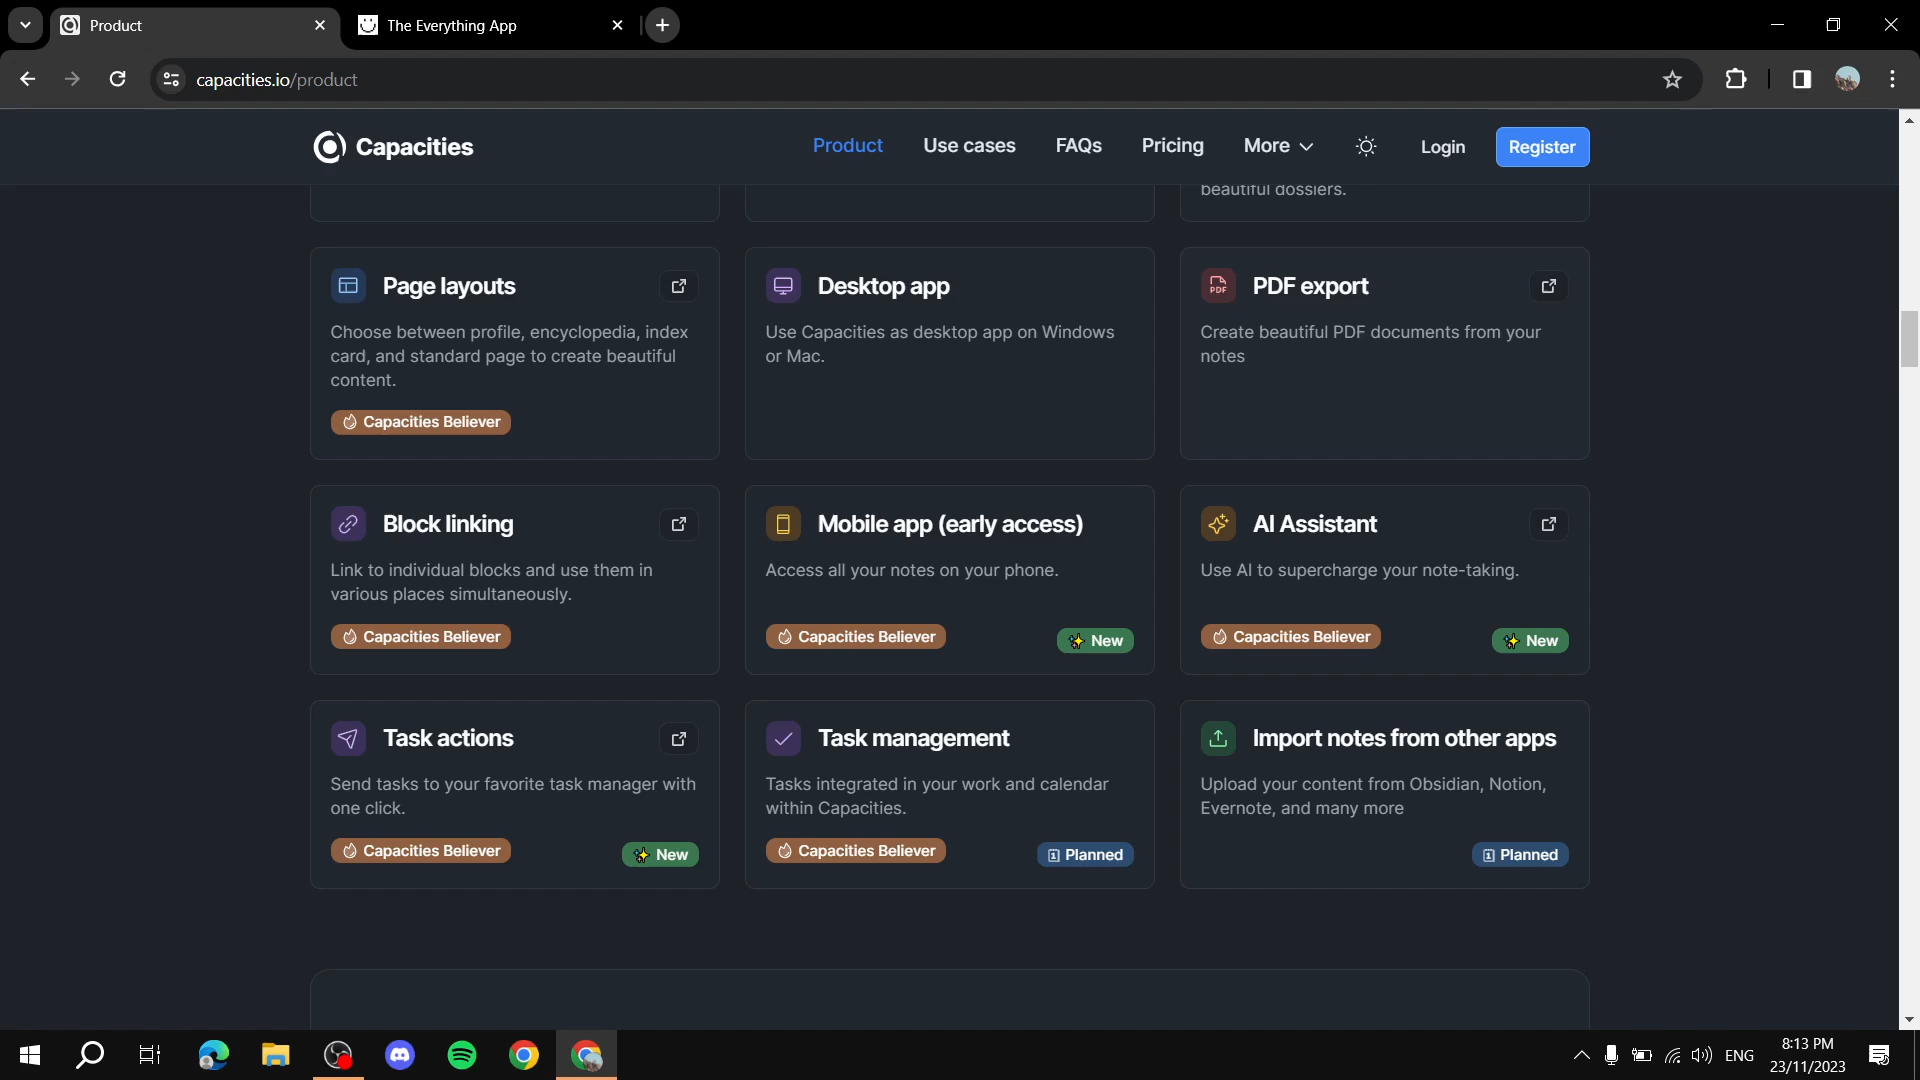 Product
The Everything App
capacities.io/product
Capacities
Product
Use cases
FAQs
Pricing
More
Login
Register
beautiful dossiers.
Page layouts
Choose between profile, encyclopedia, index
card, and standard page to create beautiful
content.
Capacities Believer
Desktop app
Use Capacities as desktop app on Windows
or Mac.
PDF
PDF export
Create beautiful PDF documents from your
notes
Block linking
Link to individual blocks and use them in
various places simultaneously.
Capacities Believer
Mobile app (early access)
Access all your notes on your phone.
Capacities Believer
New
AI Assistant
Use AI to supercharge your note-taking.
Capacities Believer
New
Task actions
Send tasks to your favorite task manager with
one click.
Capacities Believer
New
Task management
Tasks integrated in your work and calendar
within Capacities.
Capacities Believer
Planned
Import notes from other apps
Upload your content from Obsidian, Notion,
Evernote, and many more
Planned
ENG
8:13 PM
23/11/2023